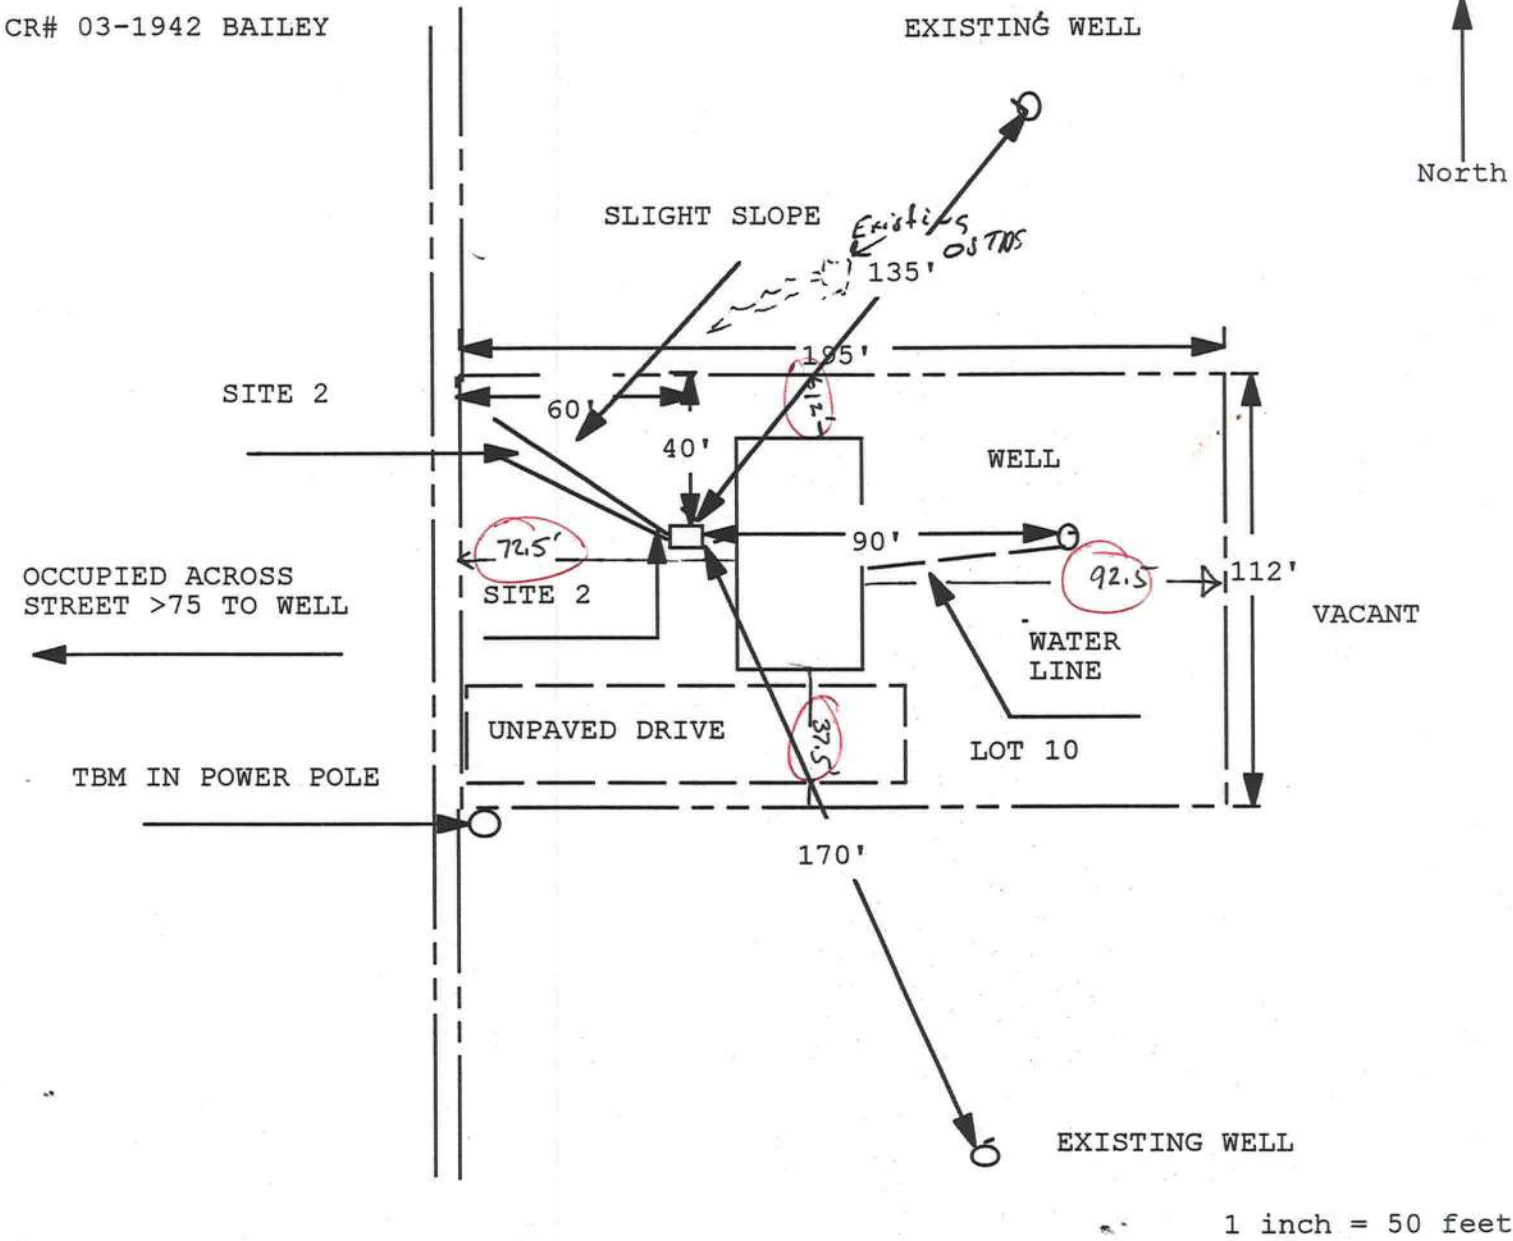 CR# 03-1942 BAILEY
EXISTING WELL
North
SLIGHT SLOPE
Existing
OSTDS
135'
195'
SITE 2
60'
40'
WELL
72.5'
90'
92.5
112'
OCCUPIED ACROSS
STREET >75 TO WELL
SITE 2
VACANT
WATER
LINE
UNPAVED DRIVE
37.5'
LOT 10
TBM IN POWER POLE
170'
EXISTING WELL
1 inch = 50 feet